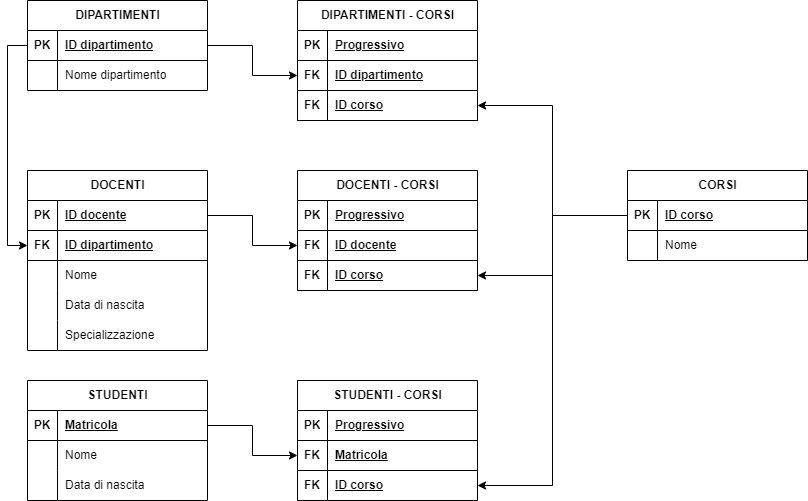 DIPARTIMENTI
PK ID dipartimento
Nome dipartimento
DIPARTIMENTI - CORSI
PK Progressivo
FK ID dipartimento
FK ID corso
DOCENTI
PK ID docente
FK ID dipartimento
Nome
Data di nascita
Specializzazione
DOCENTI - CORSI
PK Progressivo
FK ID docente
FK ID corso
CORSI
PK ID corso
Nome
STUDENTI
PK Matricola
Nome
Data di nascita
STUDENTI - CORSI
PK Progressivo
FK Matricola
FK ID corso